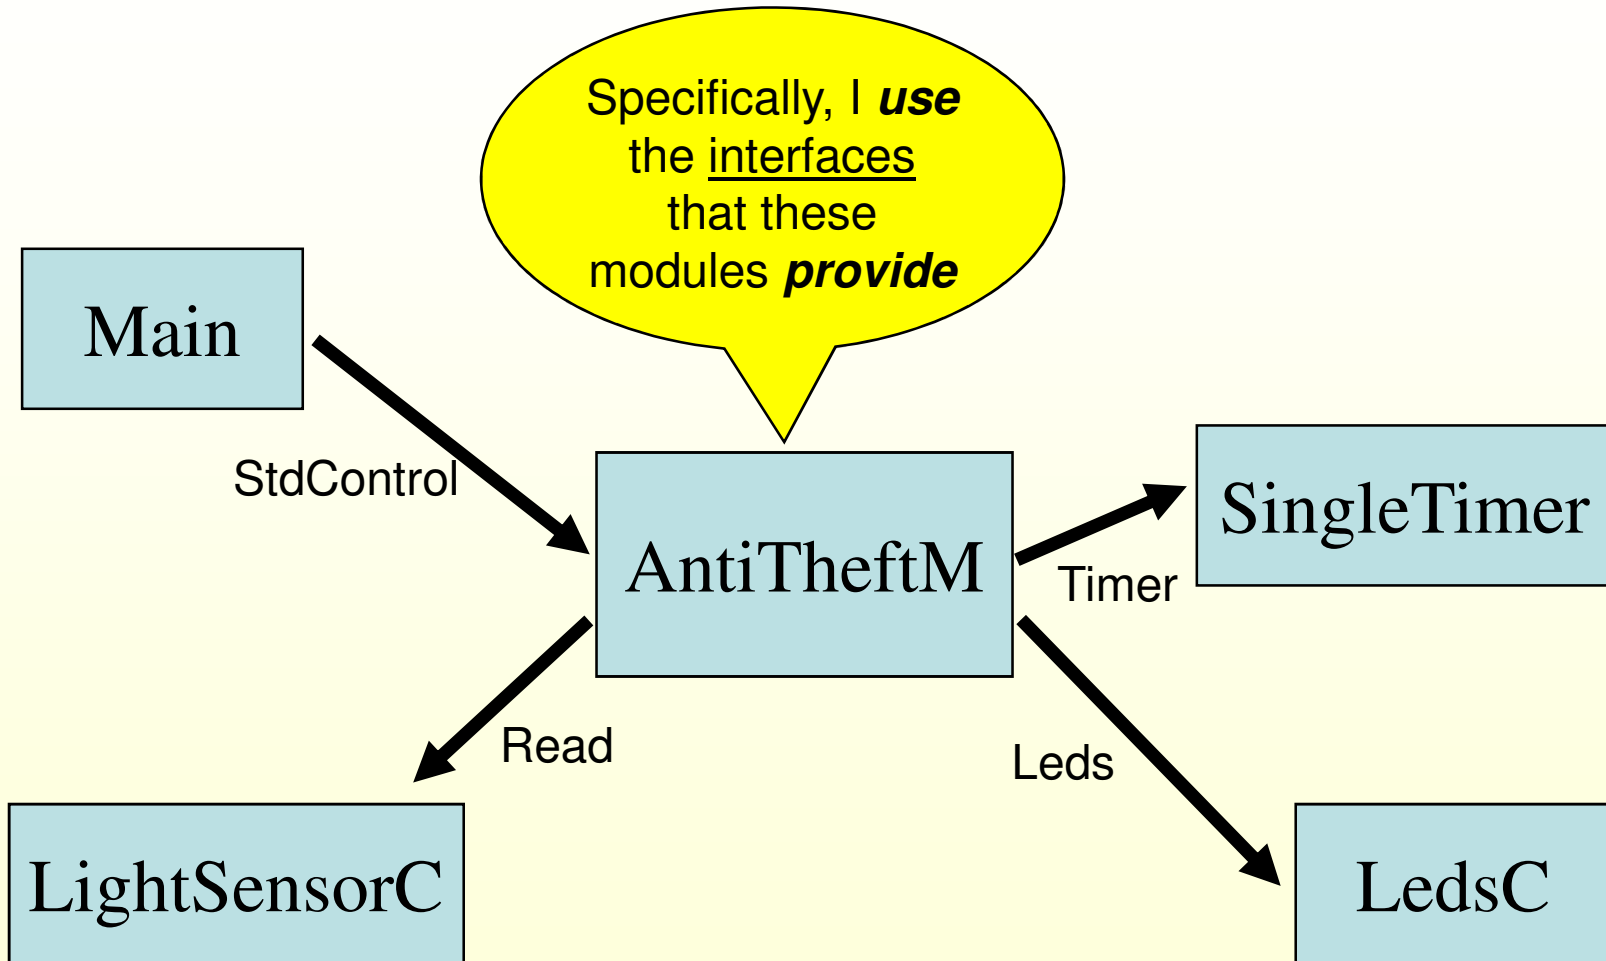 Specifically, I use
the interfaces
that these
modules provide
Main
StdControl
AntiTheftM
SingleTimer
Timer
Read
Leds
LightSensorC
LedsC